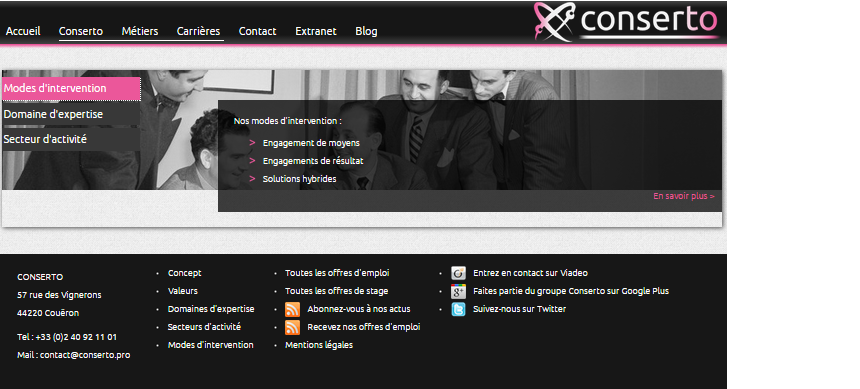 conserto
Accueil Conserto Métiers Carrières Contact Extranet Blog
Modes d'intervention
Domaine d'expertise
Secteur d'activité
Nos modes d'intervention :
> Engagement de moyens
> Engagements de résultat
> Solutions hybrides
En savoir plus >
CONSERTO
57 rue des Vignerons
44220 Couëron
Tel : +33 (0)2 40 92 11 01
Mail : contact@conserto.pro
• Concept
• Valeurs
• Domaines d'expertise
• Secteurs d'activité
• Modes d'intervention
• Toutes les offres d'emploi
• Toutes les offres de stage
• Abonnez-vous à nos actus
• Recevez nos offres d'emploi
• Mentions légales
• Entrez en contact sur Viadeo
• Faites partie du groupe Conserto sur Google Plus
• Suivez-nous sur Twitter